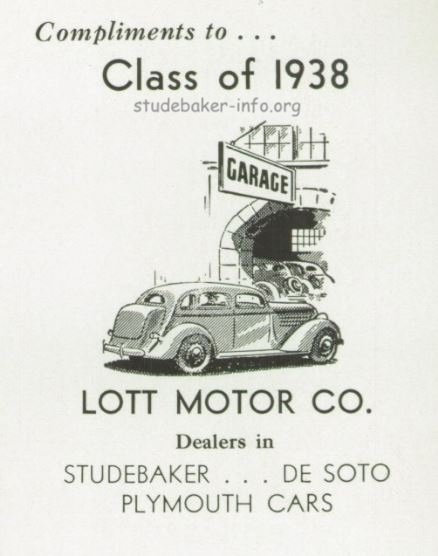 Compliments to . . .
Class of 1938
studebaker-info.org
GARAGE
LOTT MOTOR CO.
Dealers in
STUDEBAKER . . . DE SOTO
PLYMOUTH CARS